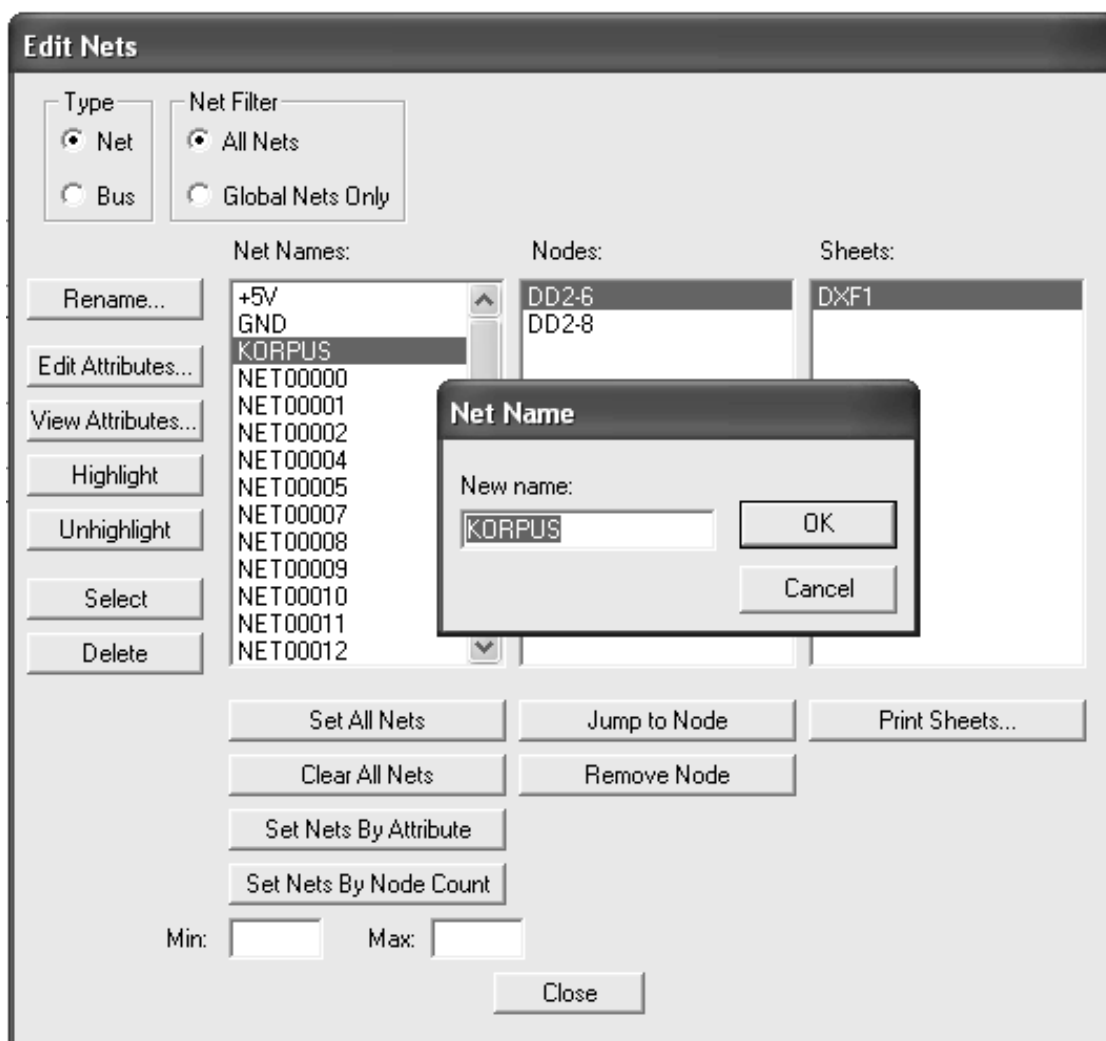 Edit Nets
Type Net Filter
Net All Nets
Bus Global Nets Only
Net Names: Nodes: Sheets:
Rename... +5V DD2-6 DXF1
GND DD2-8
KORPUS
Edit Attributes... NET00000
NET00001
View Attributes... NET00002
NET00004
Highlight NET00005
NET00007
Unhighlight NET00008
NET00009
Select NET00010
NET00011
Delete NET00012
Net Name
New name:
KORPUS OK
Cancel
Set All Nets Jump to Node Print Sheets...
Clear All Nets Remove Node
Set Nets By Attribute
Set Nets By Node Count
Min: Max:
Close